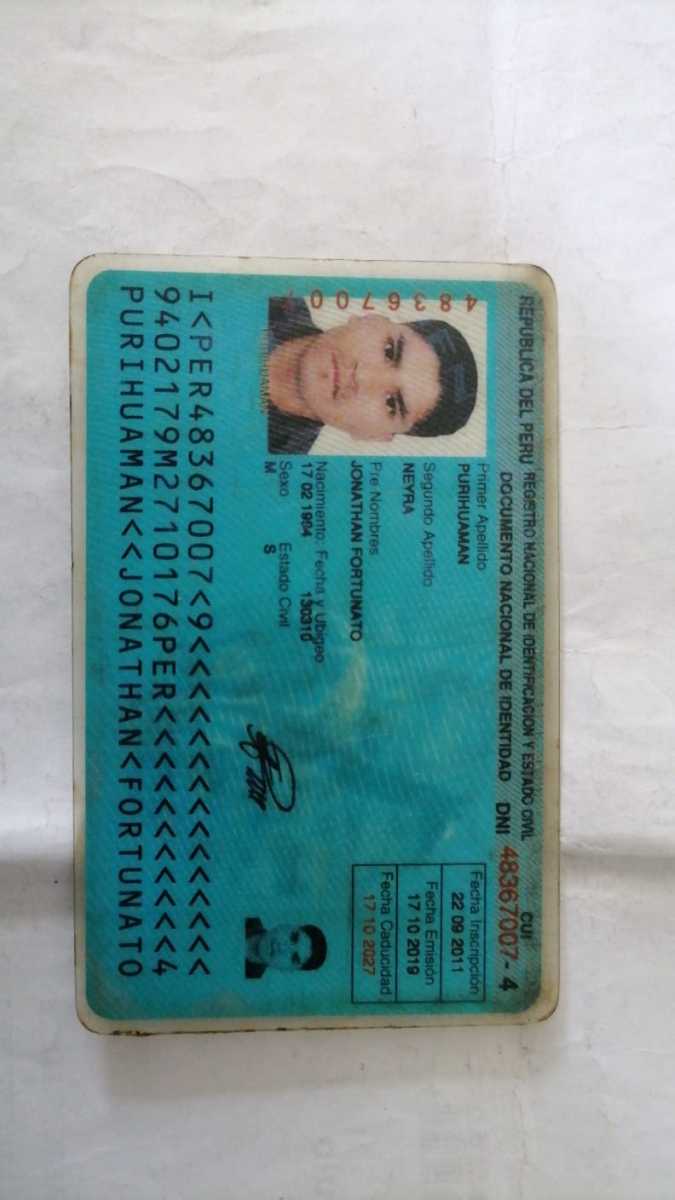 REPUBLICA DEL PERU REGISTRO NACIONAL DE IDENTIFICACION Y ESTADO CIVIL
CUI
DOCUMENTO NACIONAL DE IDENTIDAD DNI 48367007 - 4
48367007
Primer Apellido
PURIHUAMAN
Segundo Apellido
NEYRA
Pre Nombres
JONATHAN FORTUNATO
Nacimiento: Fecha y Ubigeo
17 02 1994 130310
Sexo Estado Civil
M S
Fecha Inscripción
22 09 2011
Fecha Emisión
17 10 2019
Fecha Caducidad
17 10 2027
I<PER48367007<9<<<<<<<<<<<<<<<
9402179M2710176PER<<<<<<<<<<<4
PURIHUAMAN<<JONATHAN<FORTUNATO